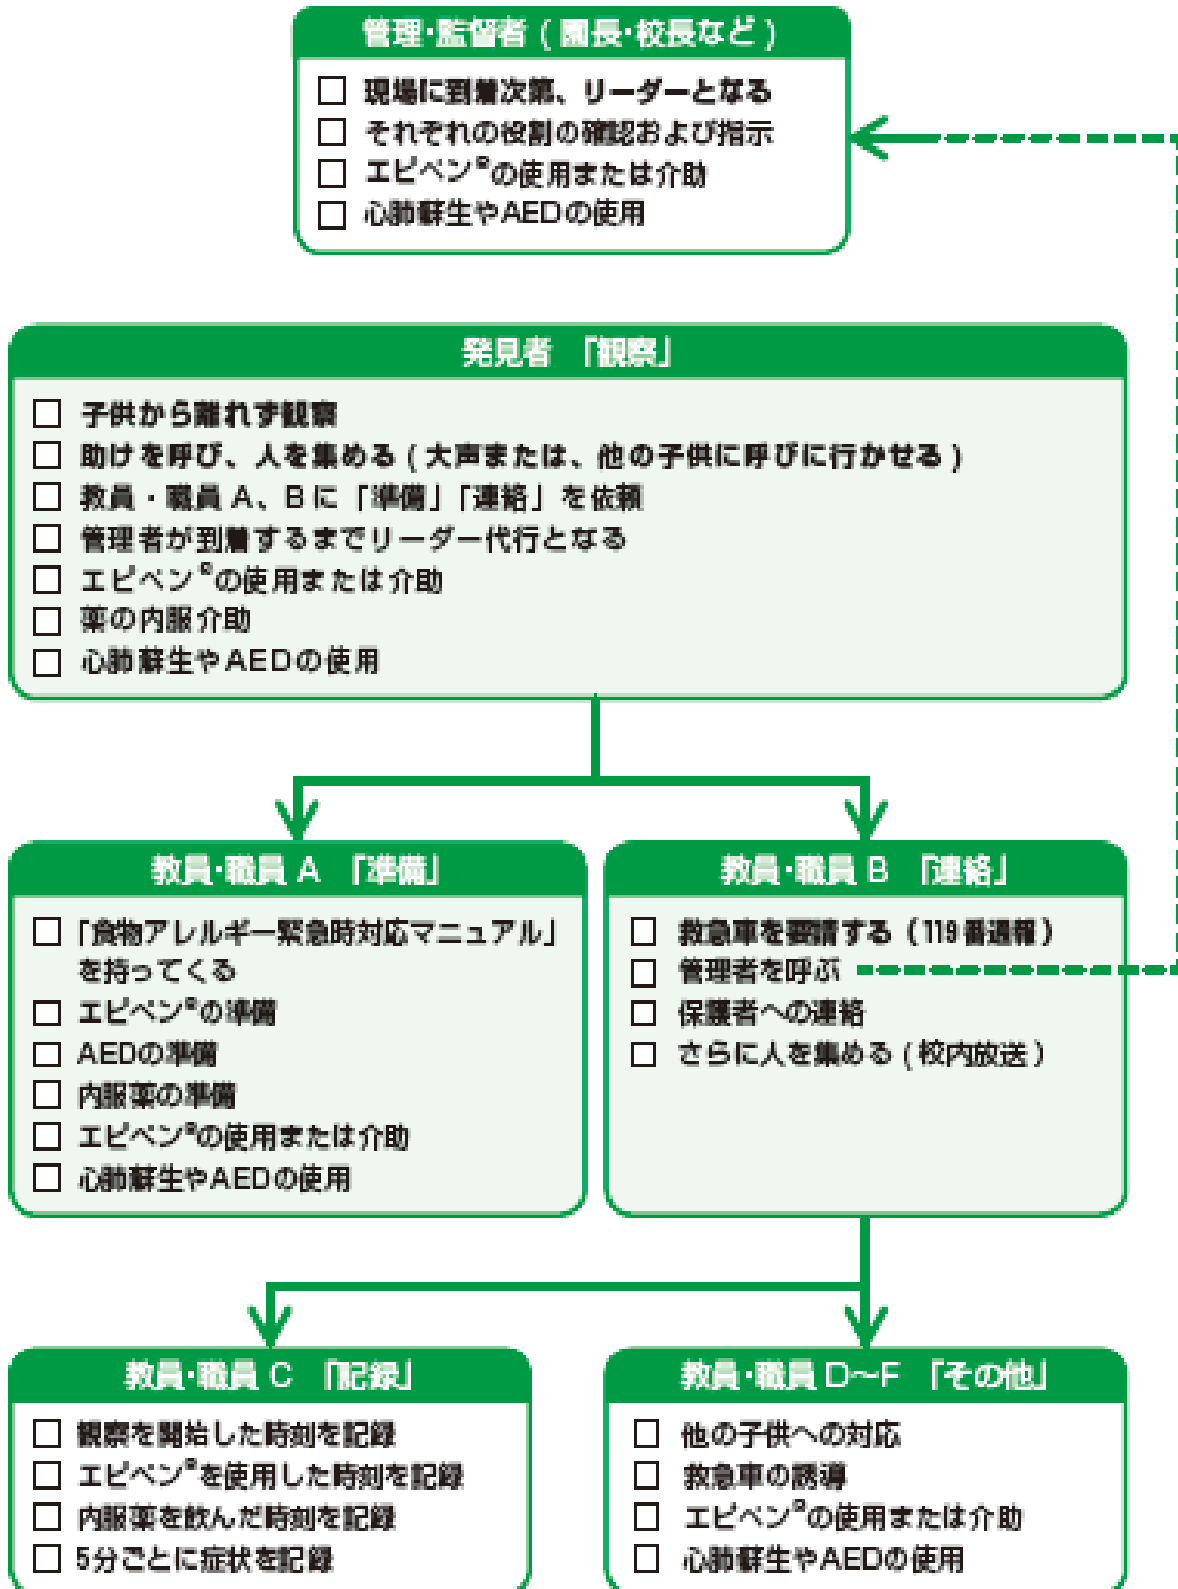 管理・監督者（園長・校長など）
□ 現場に到着次第、リーダーとなる
□ それぞれの役割の確認および指示
□ エピペン®の使用または介助
□ 心肺蘇生やAEDの使用
発見者 「観察」
□ 子供から離れず観察
□ 助けを呼び、人を集める（大声または、他の子供に呼びに行かせる）
□ 教員・職員 A、Bに「準備」「連絡」を依頼
□ 管理者が到着するまでリーダー代行となる
□ エピペン®の使用または介助
□ 薬の内服介助
□ 心肺蘇生やAEDの使用
教員・職員 A 「準備」
□ 「食物アレルギー緊急時対応マニュアル」
を持ってくる
□ エピペン®の準備
□ AEDの準備
□ 内服薬の準備
□ エピペン®の使用または介助
□ 心肺蘇生やAEDの使用
教員・職員 B 「連絡」
□ 救急車を要請する（119番通報）
□ 管理者を呼ぶ
□ 保護者への連絡
□ さらに人を集める（校内放送）
教員・職員 C 「記録」
□ 観察を開始した時刻を記録
□ エピペン®を使用した時刻を記録
□ 内服薬を飲んだ時刻を記録
□ 5分ごとに症状を記録
教員・職員 D～F 「その他」
□ 他の子供への対応
□ 救急車の誘導
□ エピペン®の使用または介助
□ 心肺蘇生やAEDの使用